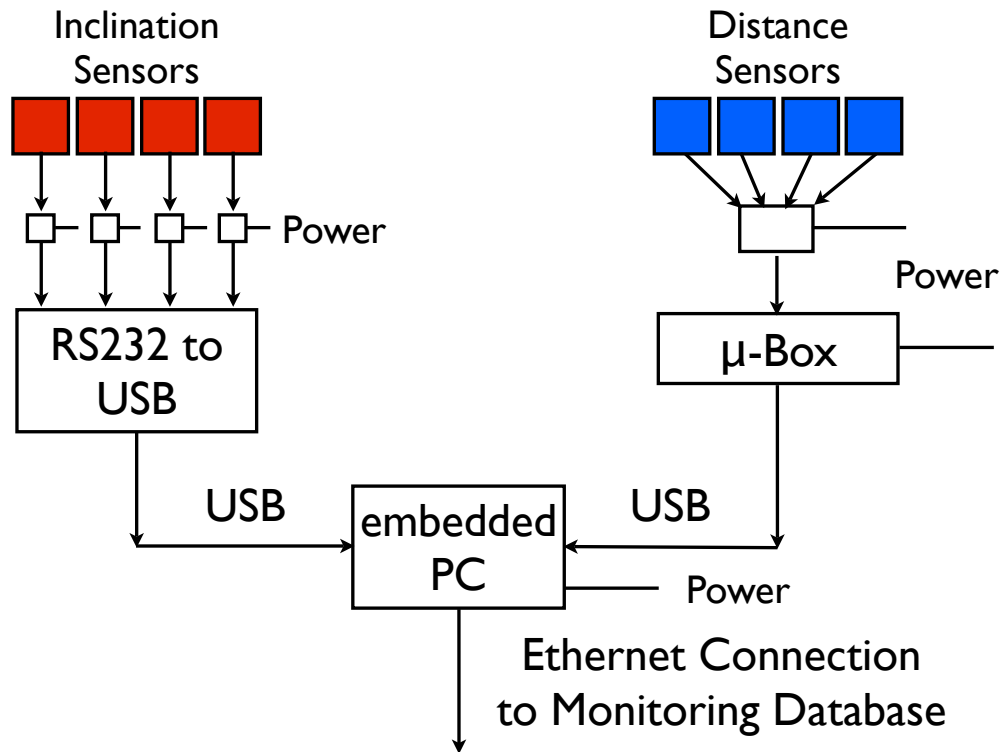 Inclination
Sensors
Distance
Sensors
Power
Power
RS232 to
USB
µ-Box
USB
embedded
PC
USB
Power
Ethernet Connection
to Monitoring Database